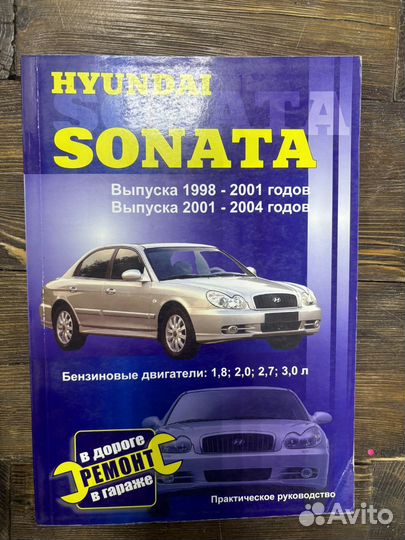 HYUNDAI
SONATA
SONATA
Выпуска 1998 - 2001 годов
Выпуска 2001 - 2004 годов
Бензиновые двигатели: 1,8; 2,0; 2,7; 3,0 л
в дороге
РЕМОНТ
в гараже
Практическое руководство
Avito